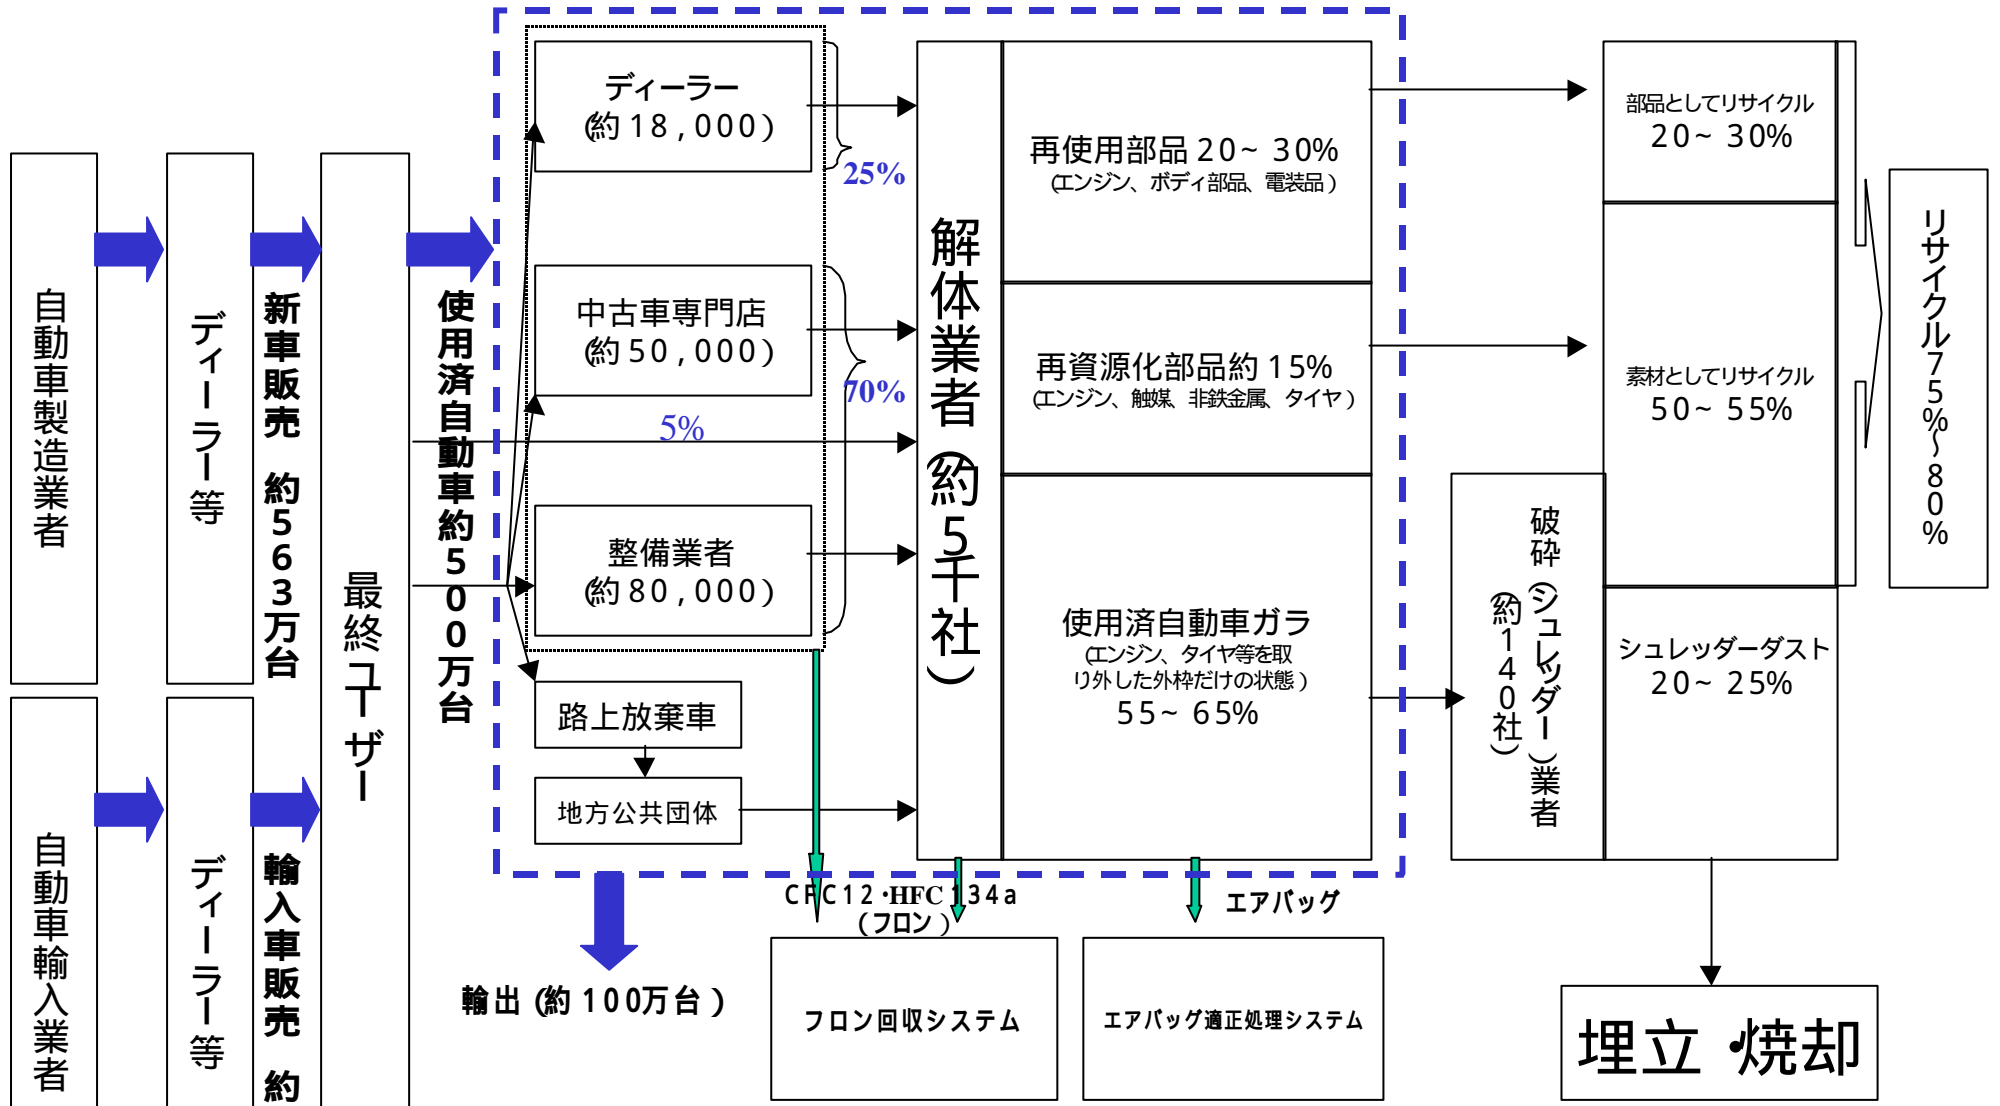 自動車製造業者
ディーラー等
新車販売 約563万台
最終ユーザー
使用済自動車約500万台
自動車輸入業者
ディーラー等
輸入車販売 約
ディーラー
(約18,000)
25%
中古車専門店
(約50,000)
70%
5%
整備業者
(約80,000)
路上放棄車
地方公共団体
解体業者(約5千社)
再使用部品20~30%
(エンジン、ボディ部品、電装品)
再資源化部品約15%
(エンジン、触媒、非鉄金属、タイヤ)
使用済自動車ガラ
(エンジン、タイヤ等を取
り外した外枠だけの状態)
55~65%
破砕(シュレッダー)業者
(約140社)
部品としてリサイクル
20~30%
素材としてリサイクル
50~55%
シュレッダーダスト
20~25%
リサイクル75%~80%
輸出(約100万台)
CFC12・HFC134a
(フロン)
エアバッグ
フロン回収システム
エアバッグ適正処理システム
埋立・焼却